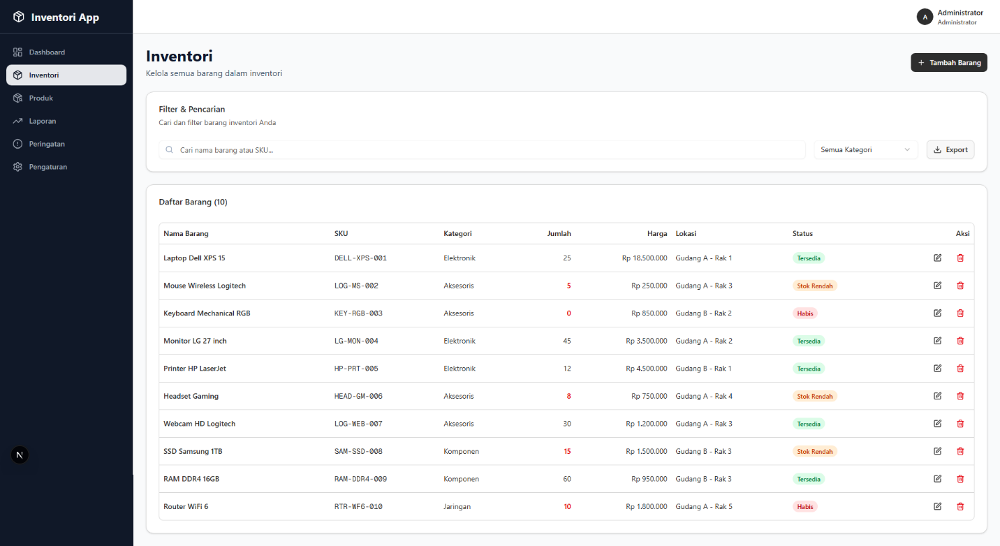 Inventori App
Administrator
A
Administrator
Dashboard
Inventori
Produk
Laporan
Peringatan
Pengaturan
N
Inventori
Kelola semua barang dalam inventori
+ Tambah Barang
Filter & Pencarian
Cari dan filter barang inventori Anda
Cari nama barang atau SKU... Semua Kategori Export
Daftar Barang (10)
Nama Barang SKU Kategori Jumlah Harga Lokasi Status Aksi
Laptop Dell XPS 15 DELL-XPS-001 Elektronik 25 Rp 18.500.000 Gudang A - Rak 1 Tersedia
Mouse Wireless Logitech LOG-MS-002 Aksesoris 5 Rp 250.000 Gudang A - Rak 3 Stok Rendah
Keyboard Mechanical RGB KEY-RGB-003 Aksesoris 0 Rp 850.000 Gudang B - Rak 2 Habis
Monitor LG 27 inch LG-MON-004 Elektronik 45 Rp 3.500.000 Gudang A - Rak 2 Tersedia
Printer HP LaserJet HP-PRT-005 Elektronik 12 Rp 4.500.000 Gudang B - Rak 1 Tersedia
Headset Gaming HEAD-GM-006 Aksesoris 8 Rp 750.000 Gudang A - Rak 4 Stok Rendah
Webcam HD Logitech LOG-WEB-007 Aksesoris 30 Rp 1.200.000 Gudang A - Rak 3 Tersedia
SSD Samsung 1TB SAM-SSD-008 Komponen 15 Rp 1.500.000 Gudang B - Rak 3 Stok Rendah
RAM DDR4 16GB RAM-DDR4-009 Komponen 60 Rp 950.000 Gudang B - Rak 3 Tersedia
Router WiFi 6 RTR-WF6-010 Jaringan 10 Rp 1.800.000 Gudang A - Rak 5 Habis